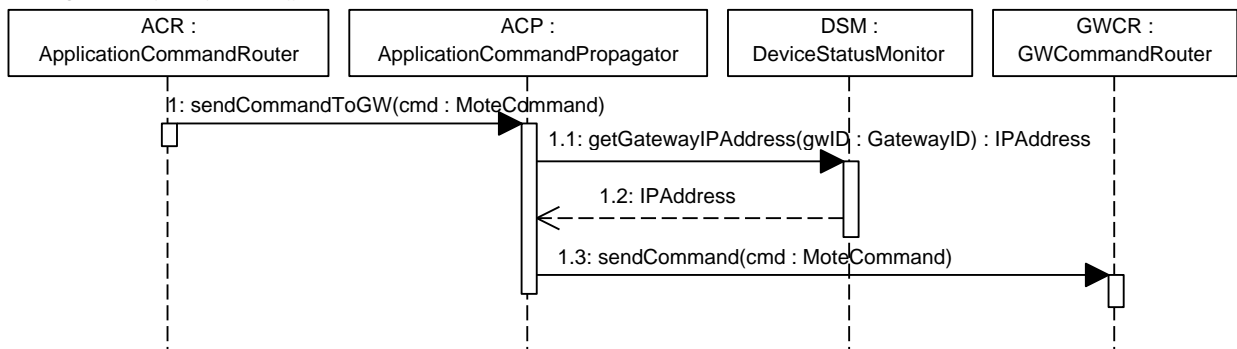 ACR :
ApplicationCommandRouter
ACP :
ApplicationCommandPropagator
DSM :
DeviceStatusMonitor
GWCR :
GWCommandRouter
1: sendCommandToGW(cmd : MoteCommand)
1.1: getGatewayIPAddress(gwID : GatewayID) : IPAddress
1.2: IPAddress
1.3: sendCommand(cmd : MoteCommand)